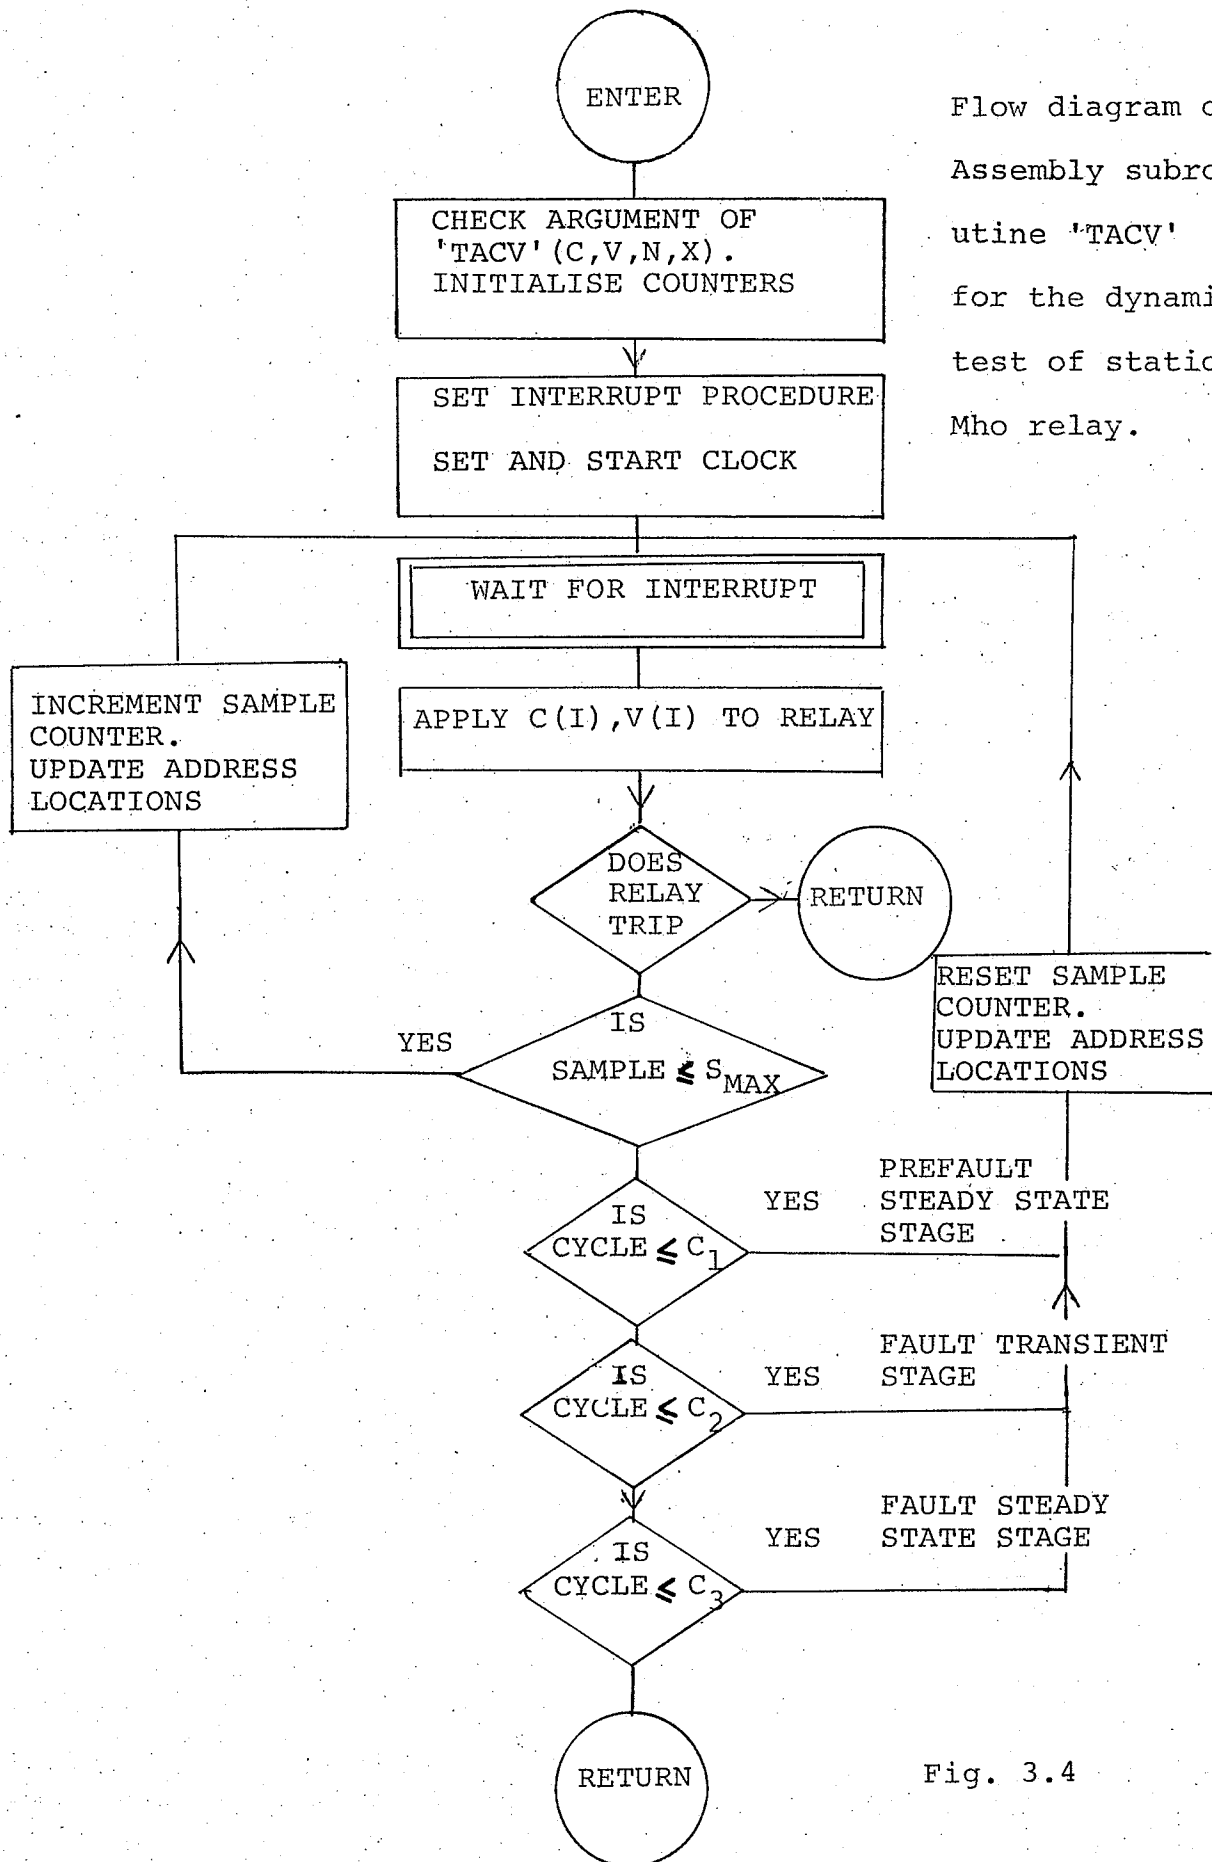 ENTER
Flow diagram o
Assembly subro
utine 'TACV'
for the dynami
test of static
Mho relay.
CHECK ARGUMENT OF
'TACV'(C,V,N,X).
INITIALISE COUNTERS
SET INTERRUPT PROCEDURE
SET AND START CLOCK
WAIT FOR INTERRUPT
APPLY C(I),V(I) TO RELAY
INCREMENT SAMPLE
COUNTER.
UPDATE ADDRESS
LOCATIONS
DOES
RELAY
TRIP
RETURN
RESET SAMPLE
COUNTER.
UPDATE ADDRESS
LOCATIONS
YES
IS
SAMPLE ≤ SMAX
IS
CYCLE ≤ C1
YES
PREFAULT
STEADY STATE
STAGE
IS
CYCLE ≤ C2
YES
FAULT TRANSIENT
STAGE
IS
CYCLE ≤ C3
YES
FAULT STEADY
STATE STAGE
RETURN
Fig. 3.4